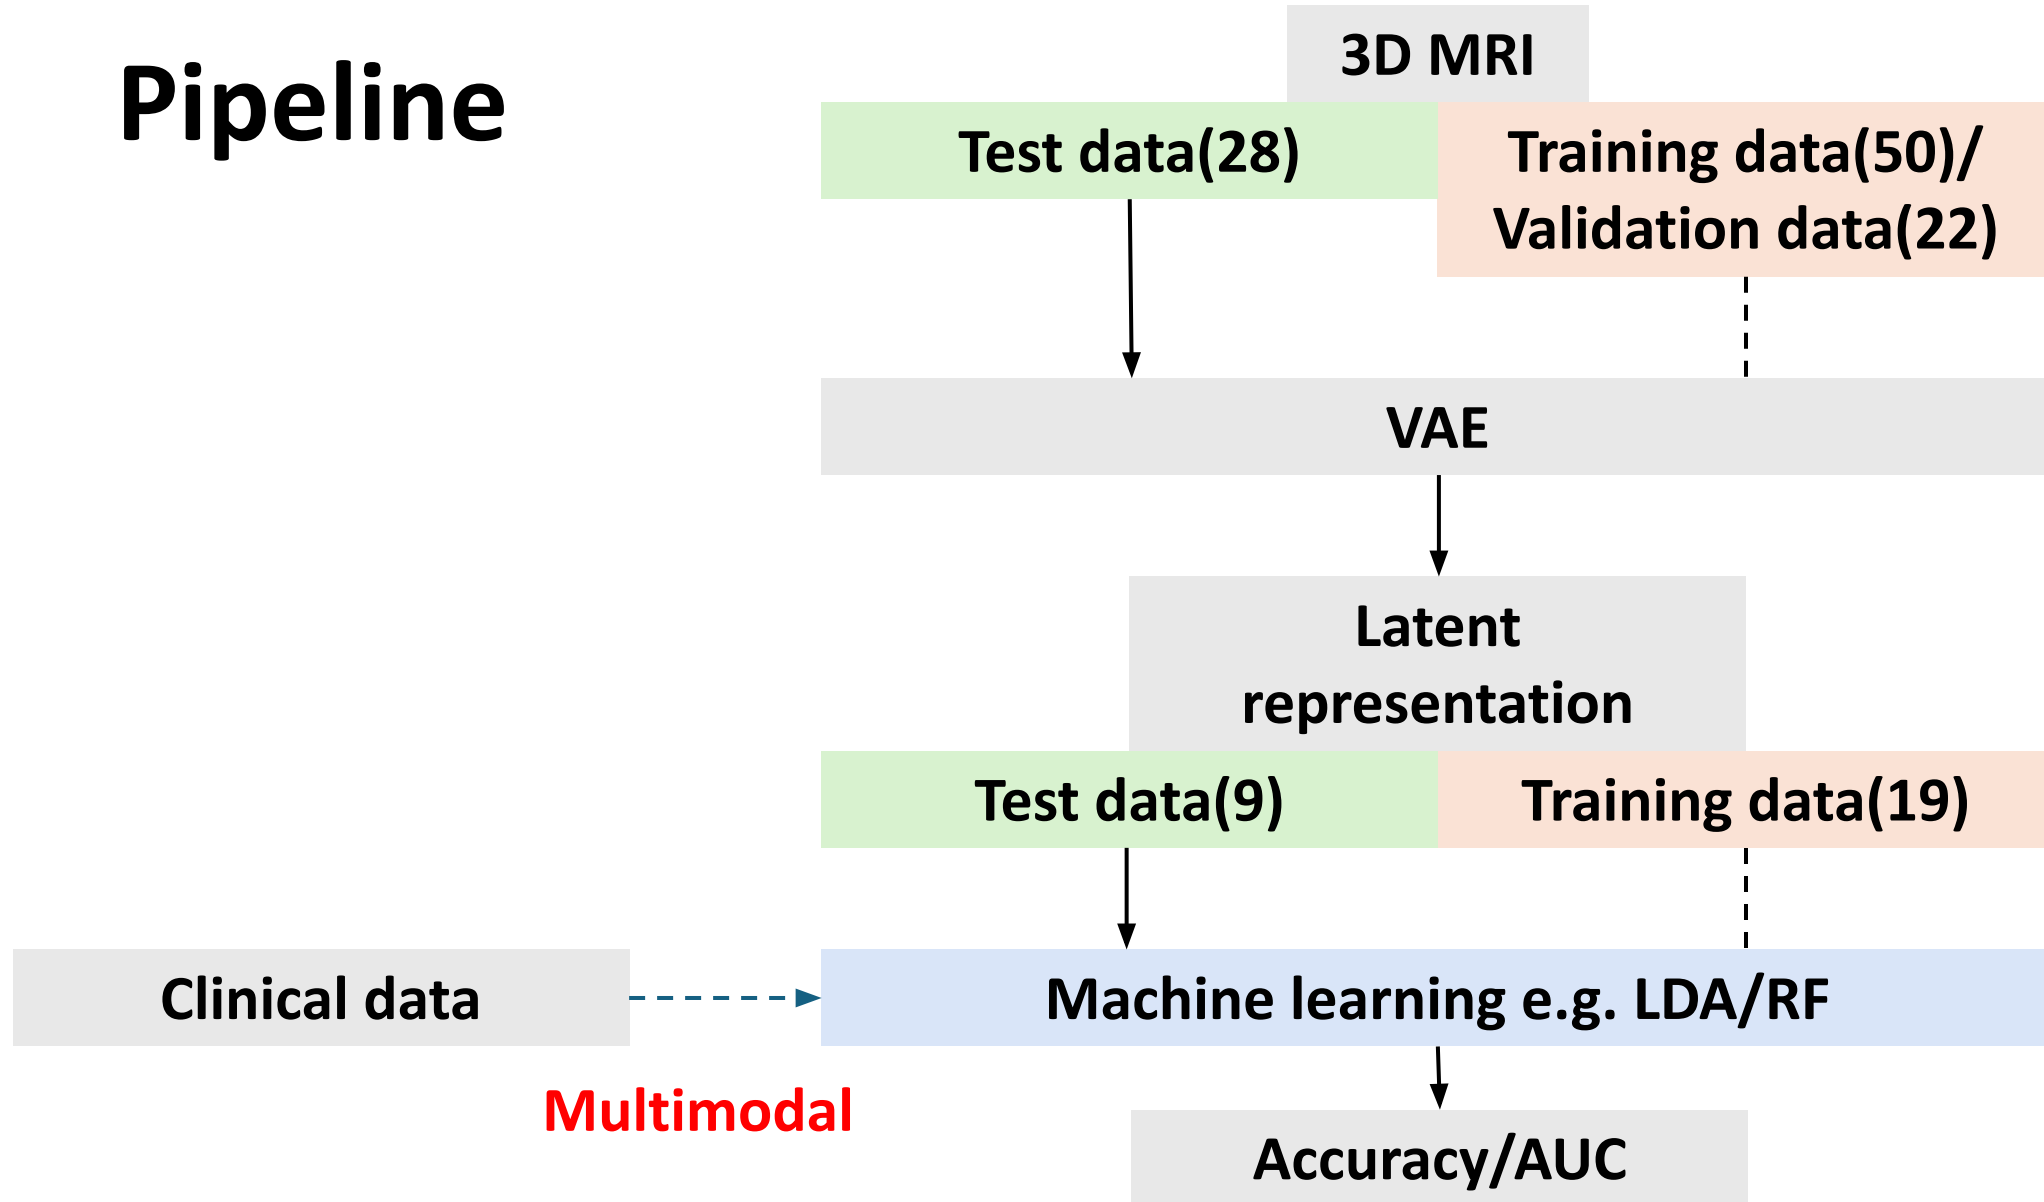 Pipeline
3D MRI
Test data(28)
Training data(50)/
Validation data(22)
VAE
Latent
representation
Test data(9)
Training data(19)
Clinical data
Machine learning e.g. LDA/RF
Multimodal
Accuracy/AUC